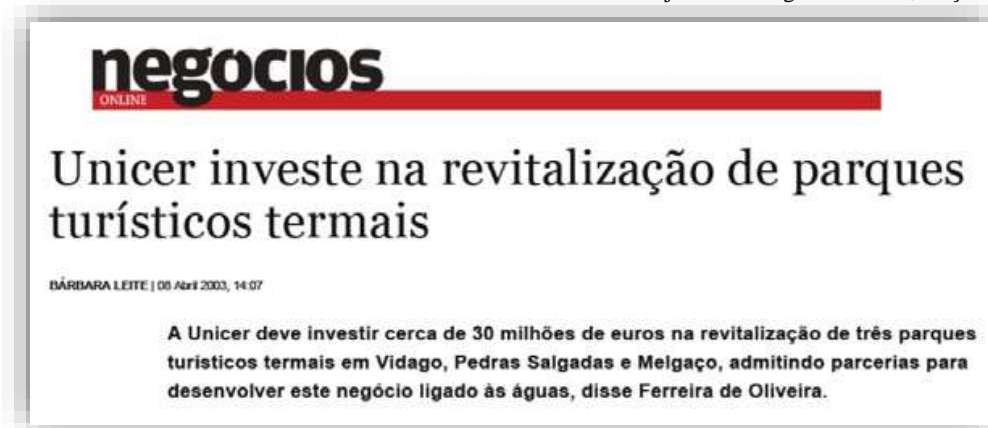 negócios
ONLINE
Unicer investe na revitalização de parques
turísticos termais
BÁRBARA LEITE | 08 Abril 2003, 14:07
A Unicer deve investir cerca de 30 milhões de euros na revitalização de três parques
turísticos termais em Vidago, Pedras Salgadas e Melgaço, admitindo parcerias para
desenvolver este negócio ligado às águas, disse Ferreira de Oliveira.